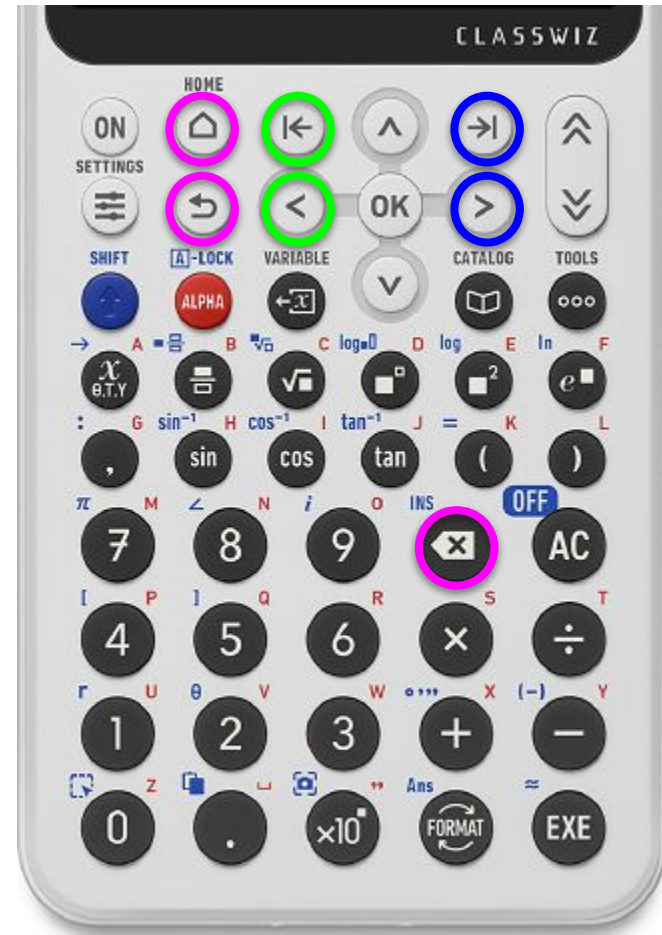 CLASSWIZ
HOME
ON
SETTINGS
OK
SHIFT [A]-LOCK VARIABLE CATALOG TOOLS
ALPHA ←x
→ A B C log D log E ln F
x
θ,T,Y √ 2 e
: G sin⁻¹ H cos⁻¹ I tan⁻¹ J = K L
, sin cos tan ( )
π M ∠ N i O INS OFF
7 8 9 AC
[ P ] Q R S T
4 5 6 × ÷
r U θ V W ° ,,, X (-) Y
1 2 3 + −
Z ␣ " Ans ≈
0 . ×10 FORMAT EXE